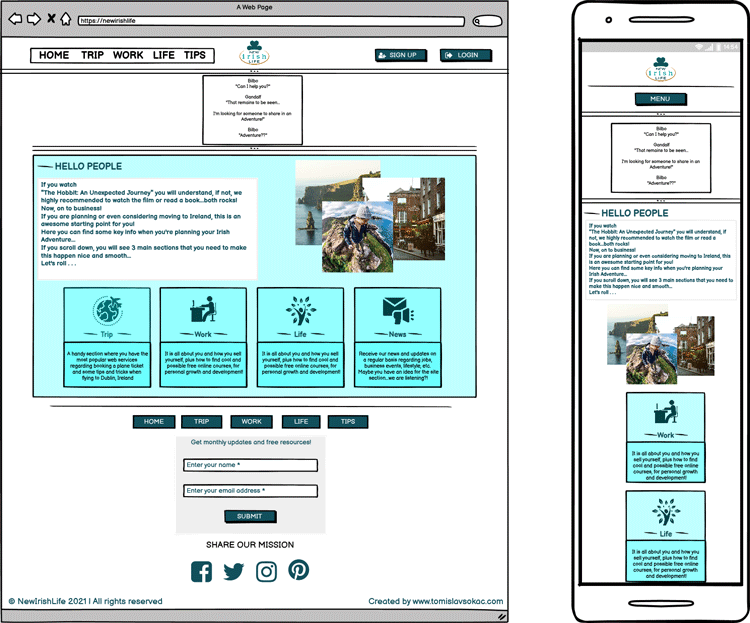 A Web Page
https://newirishlife
HOME TRIP WORK LIFE TIPS
NEW
Irish
LIFE
SIGN UP
LOGIN
Bilbo
"Can I help you?"
Gandalf
"That remains to be seen...
I'm looking for someone to share in an
Adventure!"
Bilbo
"Adventure??"
HELLO PEOPLE
If you watch
"The Hobbit: An Unexpected Journey" you will understand, if not, we
highly recommended to watch the film or read a book...both rocks!
Now, on to business!
If you are planning or even considering moving to Ireland, this is an
awesome starting point for you!
Here you can find some key info when you're planning your Irish
Adventure...
If you scroll down, you will see 3 main sections that you need to make
this happen nice and smooth...
Let's roll . . .
Trip
A handy section where you have the
most popular web services
regarding booking a plane ticket
and some tips and tricks when
flying to Dublin, Ireland
Work
It is all about you and how you sell
yourself, plus how to find cool and
possible free online courses, for
personal growth and development!
Life
It is all about you and how you sell
yourself, plus how to find cool and
possible free online courses, for
personal growth and development!
News
Receive our news and updates on
a regular basis regarding jobs,
business events, lifestyle, etc.
Maybe you have an idea for the site
section...we are listening?!
HOME TRIP WORK LIFE TIPS
Get monthly updates and free resources!
Enter your name *
Enter your email address *
SUBMIT
SHARE OUR MISSION
© NewIrishLife 2021 | All rights reserved
Created by www.tomislavsokac.com
14:54
NEW
Irish
LIFE
MENU
Bilbo
"Can I help you?"
Gandalf
"That remains to be seen...
I'm looking for someone to share in an
Adventure!"
Bilbo
"Adventure??"
HELLO PEOPLE
If you watch
"The Hobbit: An Unexpected Journey" you will understand, if
not, we highly recommended to watch the film or read a
book...both rocks!
Now, on to business!
If you are planning or even considering moving to Ireland, this
is an awesome starting point for you!
Here you can find some key info when you're planning your
Irish Adventure...
If you scroll down, you will see 3 main sections that you need to
make this happen nice and smooth...
Let's roll . . .
Work
It is all about you and how you
sell yourself, plus how to find
cool and possible free online
courses, for personal growth
and development!
Life
It is all about you and how you
sell yourself, plus how to find
cool and possible free online
courses, for personal growth
and development!